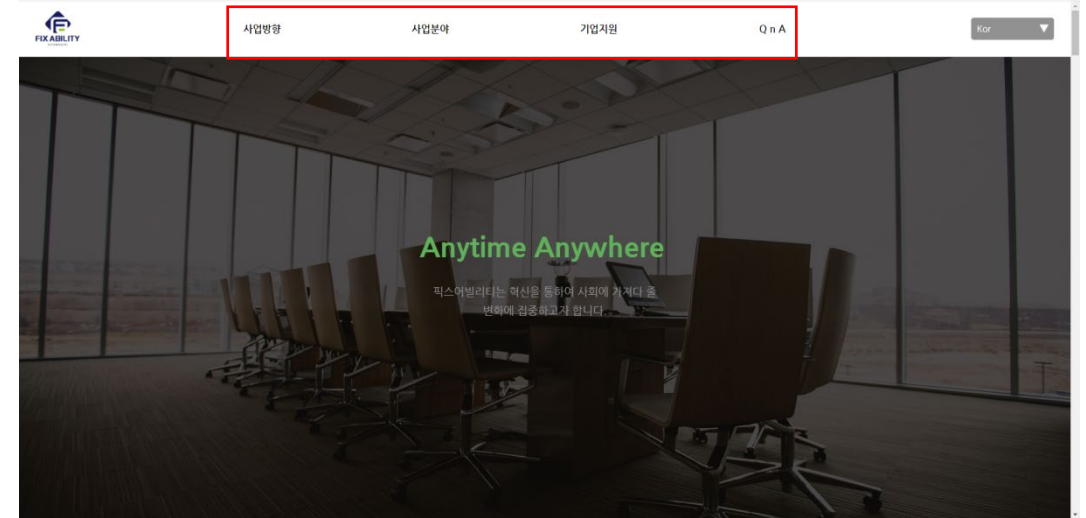 FIX ABILITY
사업방향
사업분야
기업지원
Q n A
Kor
Anytime Anywhere
픽스어빌리티는 혁신을 통하여 사회에 가져다 줄
변화에 집중하고자 합니다.